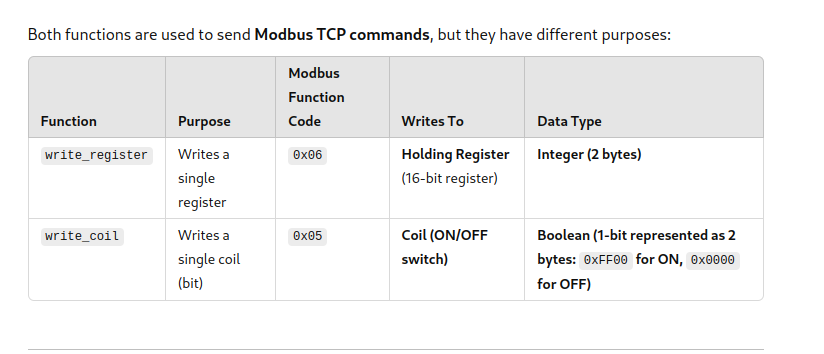 Both functions are used to send Modbus TCP commands, but they have different purposes:
Modbus
Function
Function Purpose Code Writes To Data Type
write_register Writes a 0x06 Holding Register Integer (2 bytes)
single (16-bit register)
register
write_coil Writes a 0x05 Coil (ON/OFF Boolean (1-bit represented as 2
single coil switch) bytes: 0xFF00 for ON, 0x0000
(bit) for OFF)